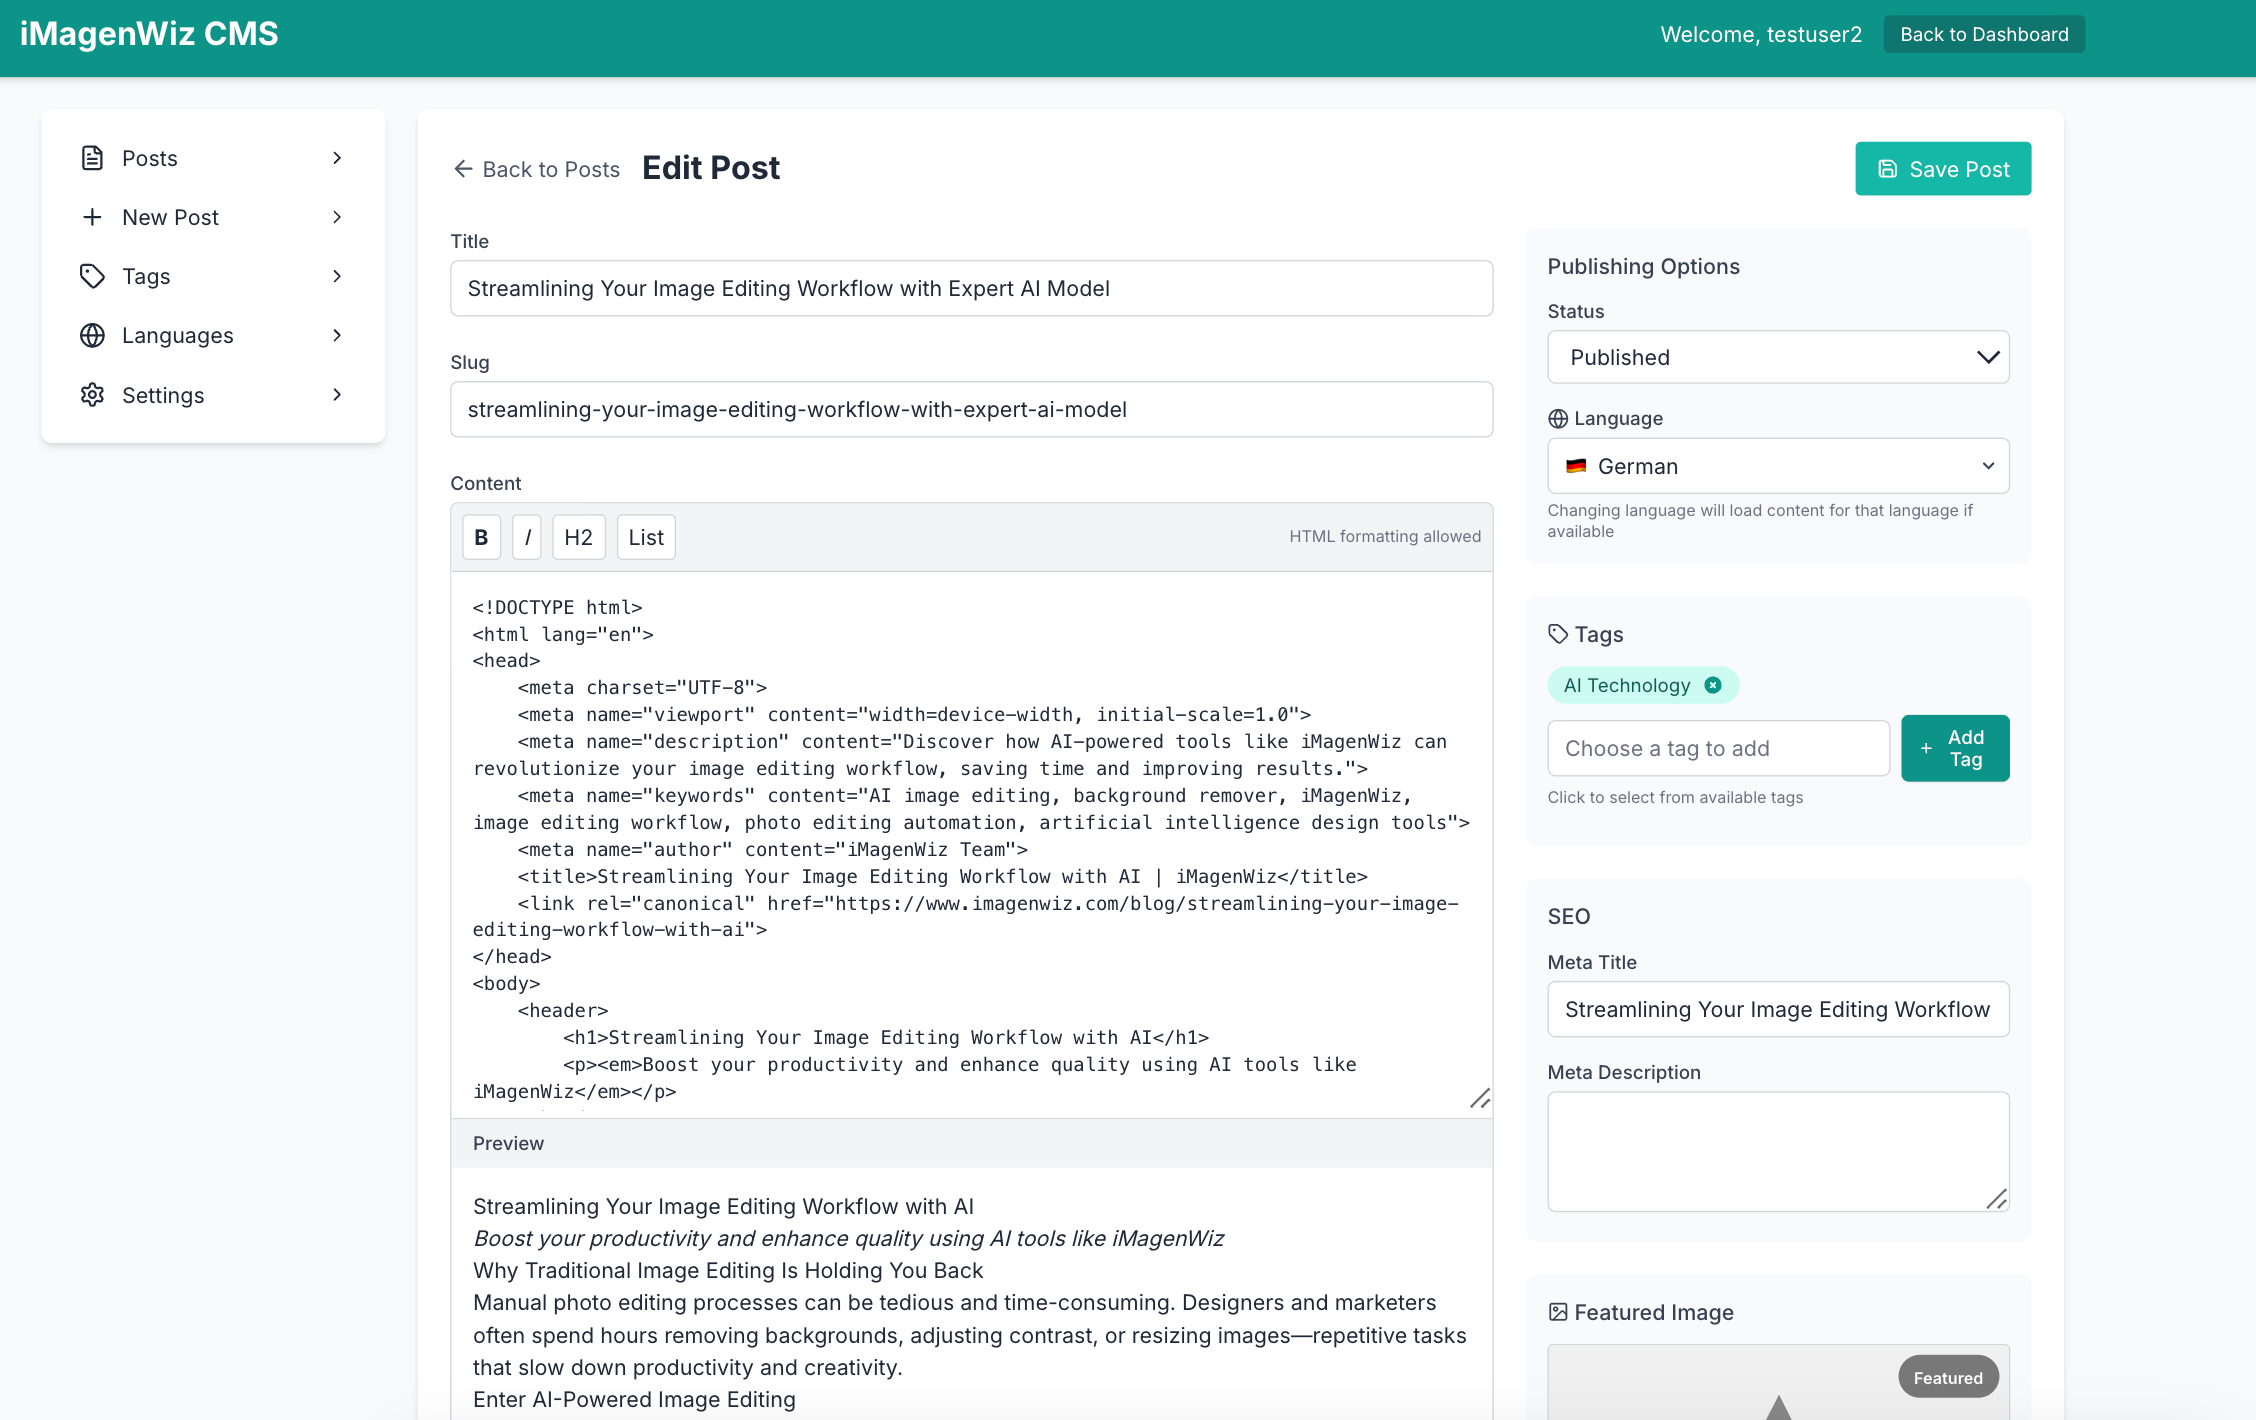 iMagenWiz CMS
Welcome, testuser2
Back to Dashboard
Posts
New Post
Tags
Languages
Settings
Back to Posts
Edit Post
Save Post
Title
Streamlining Your Image Editing Workflow with Expert AI Model
Slug
streamlining-your-image-editing-workflow-with-expert-ai-model
Content
B
I
H2
List
HTML formatting allowed
<!DOCTYPE html>
<html lang="en">
<head>
    <meta charset="UTF-8">
    <meta name="viewport" content="width=device-width, initial-scale=1.0">
    <meta name="description" content="Discover how AI-powered tools like iMagenWiz can
revolutionize your image editing workflow, saving time and improving results.">
    <meta name="keywords" content="AI image editing, background remover, iMagenWiz,
image editing workflow, photo editing automation, artificial intelligence design tools">
    <meta name="author" content="iMagenWiz Team">
    <title>Streamlining Your Image Editing Workflow with AI | iMagenWiz</title>
    <link rel="canonical" href="https://www.imagenwiz.com/blog/streamlining-your-image-
editing-workflow-with-ai">
</head>
<body>
    <header>
        <h1>Streamlining Your Image Editing Workflow with AI</h1>
        <p><em>Boost your productivity and enhance quality using AI tools like
iMagenWiz</em></p>
Preview
Streamlining Your Image Editing Workflow with AI
Boost your productivity and enhance quality using AI tools like iMagenWiz
Why Traditional Image Editing Is Holding You Back
Manual photo editing processes can be tedious and time-consuming. Designers and marketers
often spend hours removing backgrounds, adjusting contrast, or resizing images—repetitive tasks
that slow down productivity and creativity.
Enter AI-Powered Image Editing
Publishing Options
Status
Published
Language
German
Changing language will load content for that language if
available
Tags
AI Technology
Choose a tag to add
+ Add
Tag
Click to select from available tags
SEO
Meta Title
Streamlining Your Image Editing Workflow
Meta Description
Featured Image
Featured